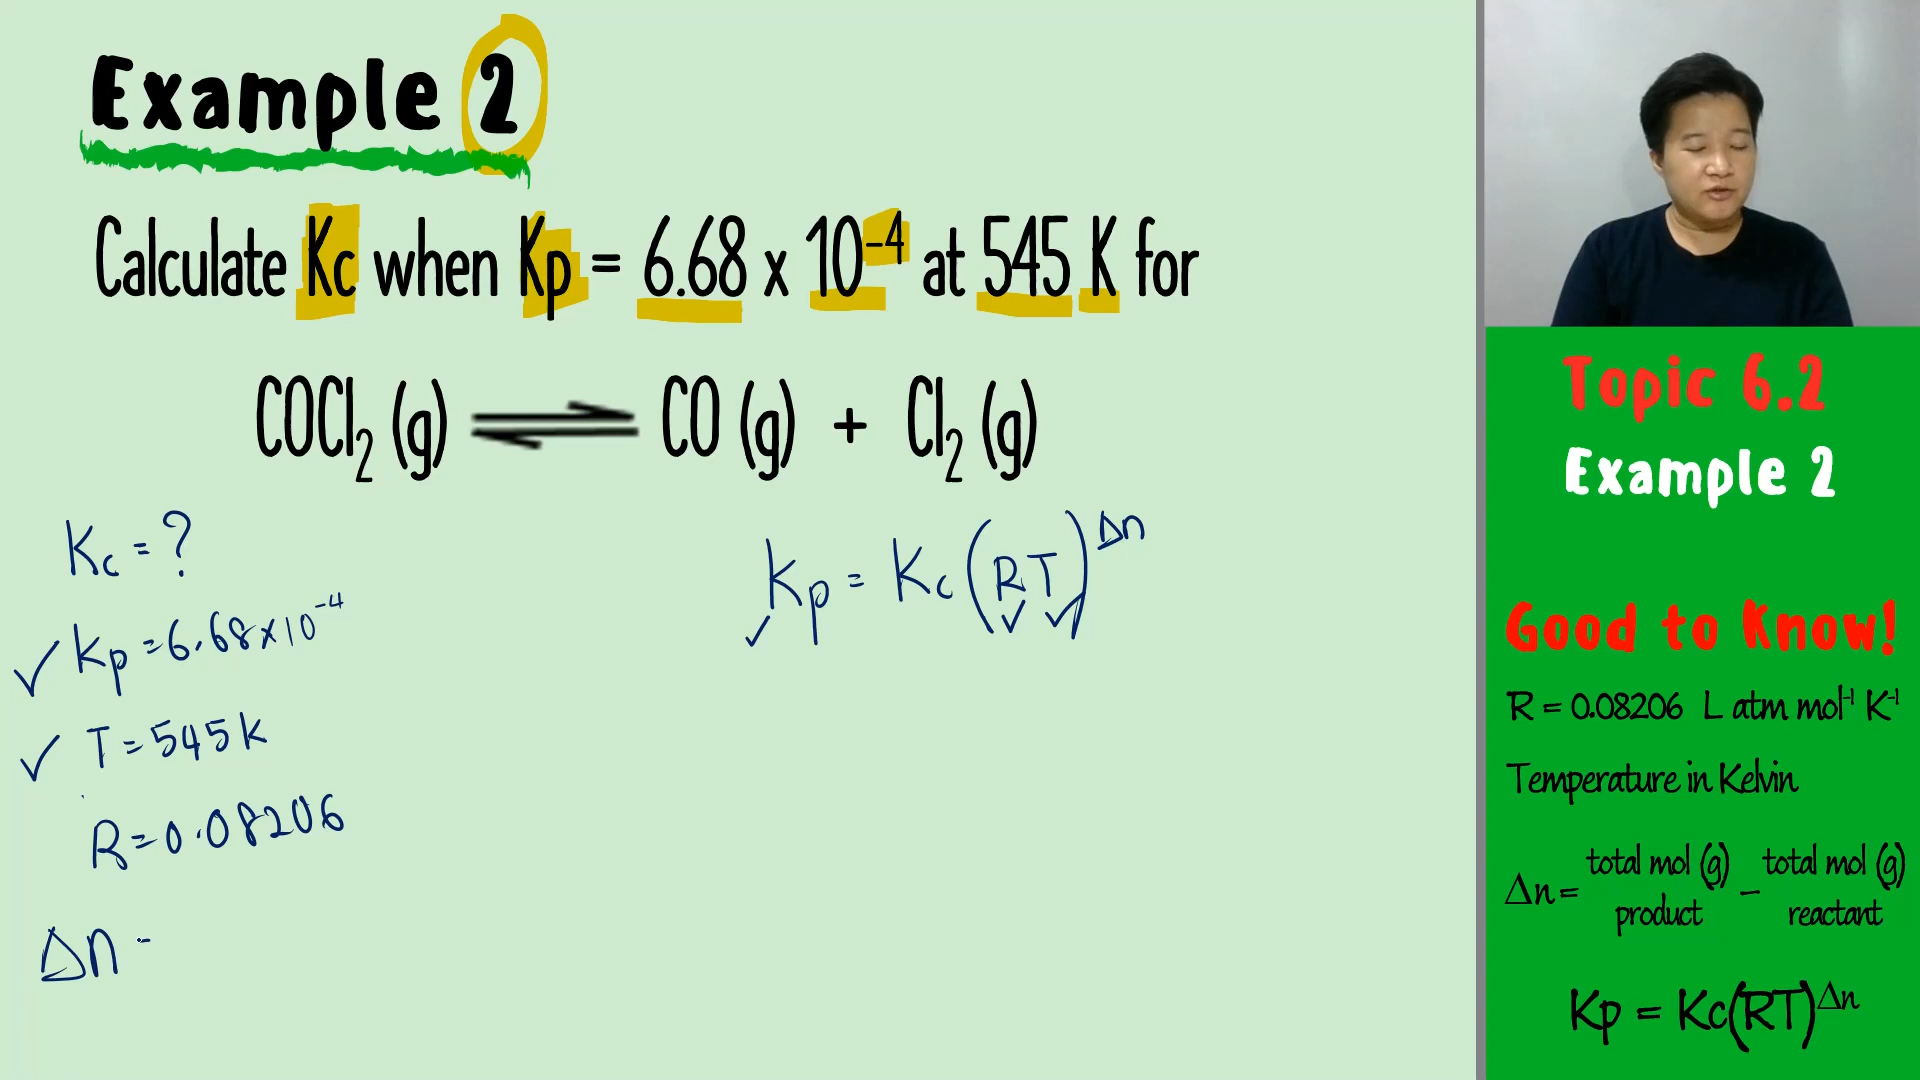 Example 2
Calculate Kc when Kp = 6.68 x 10⁻⁴ at 545 K for
COCl₂ (g) ⇌ CO (g) + Cl₂ (g)
Kc = ?
✓ Kp = 6.68 × 10⁻⁴
✓ T = 545 K
R = 0.08206
Δn =
Kp = Kc (RT)^Δn
✓ ✓ ✓
Topic 6.2
Example 2
Good to Know!
R = 0.08206 L atm mol⁻¹ K⁻¹
Temperature in Kelvin
Δn = total mol (g) product − total mol (g) reactant
Kp = Kc(RT)^Δn